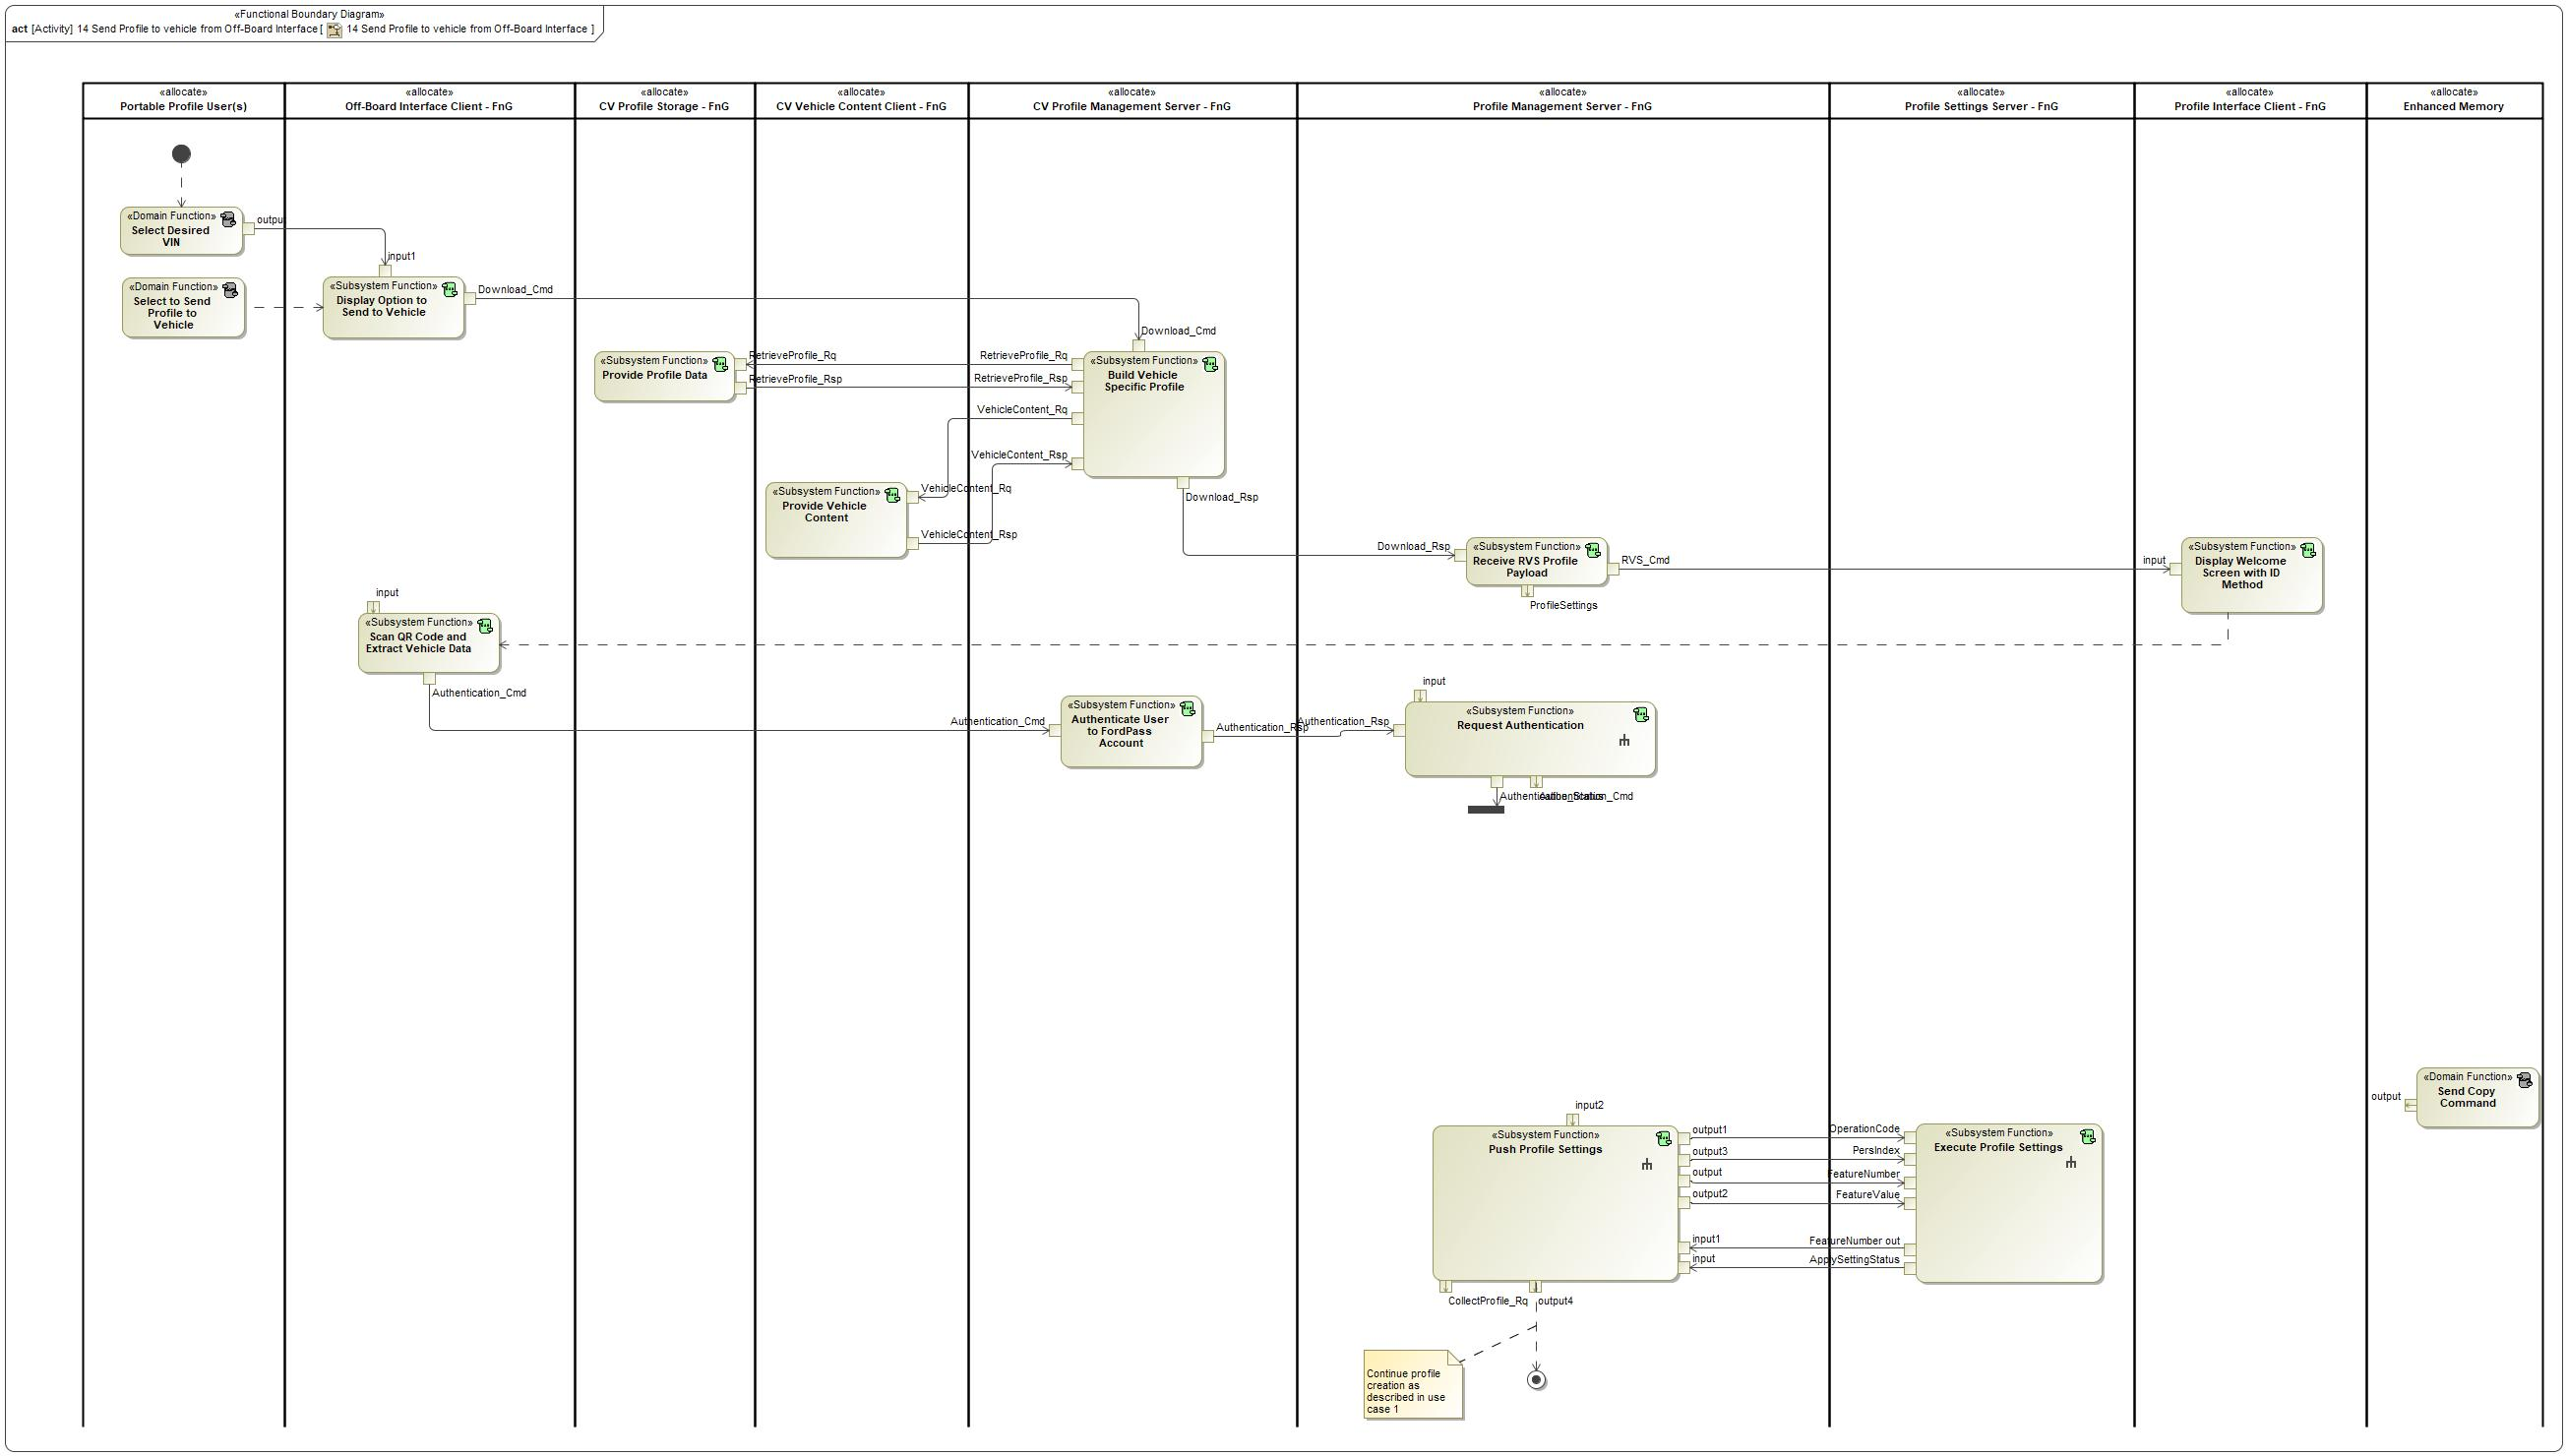 «Functional Boundary Diagram»
act [Activity] 14 Send Profile to vehicle from Off-Board Interface [ 14 Send Profile to vehicle from Off-Board Interface ]
«allocate»
Portable Profile User(s)
«allocate»
Off-Board Interface Client - FnG
«allocate»
CV Profile Storage - FnG
«allocate»
CV Vehicle Content Client - FnG
«allocate»
CV Profile Management Server - FnG
«allocate»
Profile Management Server - FnG
«allocate»
Profile Settings Server - FnG
«allocate»
Profile Interface Client - FnG
«allocate»
Enhanced Memory
«Domain Function»
Select Desired
VIN
outpu
input1
«Domain Function»
Select to Send
Profile to
Vehicle
«Subsystem Function»
Display Option to
Send to Vehicle
Download_Cmd
Download_Cmd
«Subsystem Function»
Provide Profile Data
RetrieveProfile_Rq
RetrieveProfile_Rsp
RetrieveProfile_Rq
RetrieveProfile_Rsp
VehicleContent_Rq
VehicleContent_Rsp
«Subsystem Function»
Build Vehicle
Specific Profile
«Subsystem Function»
Provide Vehicle
Content
VehicleContent_Rq
VehicleContent_Rsp
Download_Rsp
Download_Rsp
«Subsystem Function»
Receive RVS Profile
Payload
RVS_Cmd
ProfileSettings
input
«Subsystem Function»
Display Welcome
Screen with ID
Method
input
«Subsystem Function»
Scan QR Code and
Extract Vehicle Data
Authentication_Cmd
Authentication_Cmd
«Subsystem Function»
Authenticate User
to FordPass
Account
Authentication_Rsp
Authentication_Rsp
input
«Subsystem Function»
Request Authentication
«Domain Function»
Send Copy
Command
output
input2
«Subsystem Function»
Push Profile Settings
output1
output3
output
output2
input1
input
OperationCode
PersIndex
FeatureNumber
FeatureValue
FeatureNumber out
ApplySettingStatus
«Subsystem Function»
Execute Profile Settings
CollectProfile_Rq
output4
Continue profile
creation as
described in use
case 1